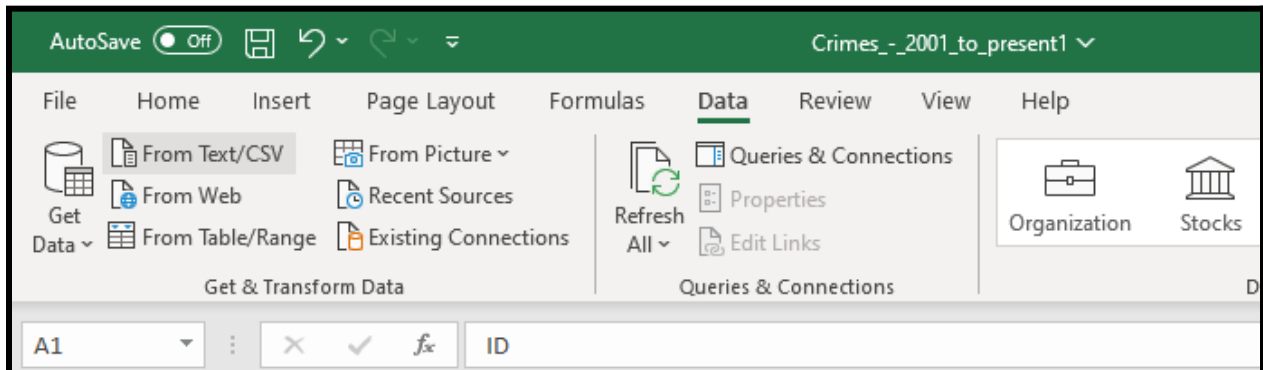 AutoSave Off Crimes_-_2001_to_present1
File Home Insert Page Layout Formulas Data Review View Help
From Text/CSV From Picture Queries & Connections
From Web Recent Sources Properties
From Table/Range Existing Connections Edit Links
Get Data
Refresh All
Organization Stocks
Get & Transform Data Queries & Connections D
A1 fx ID